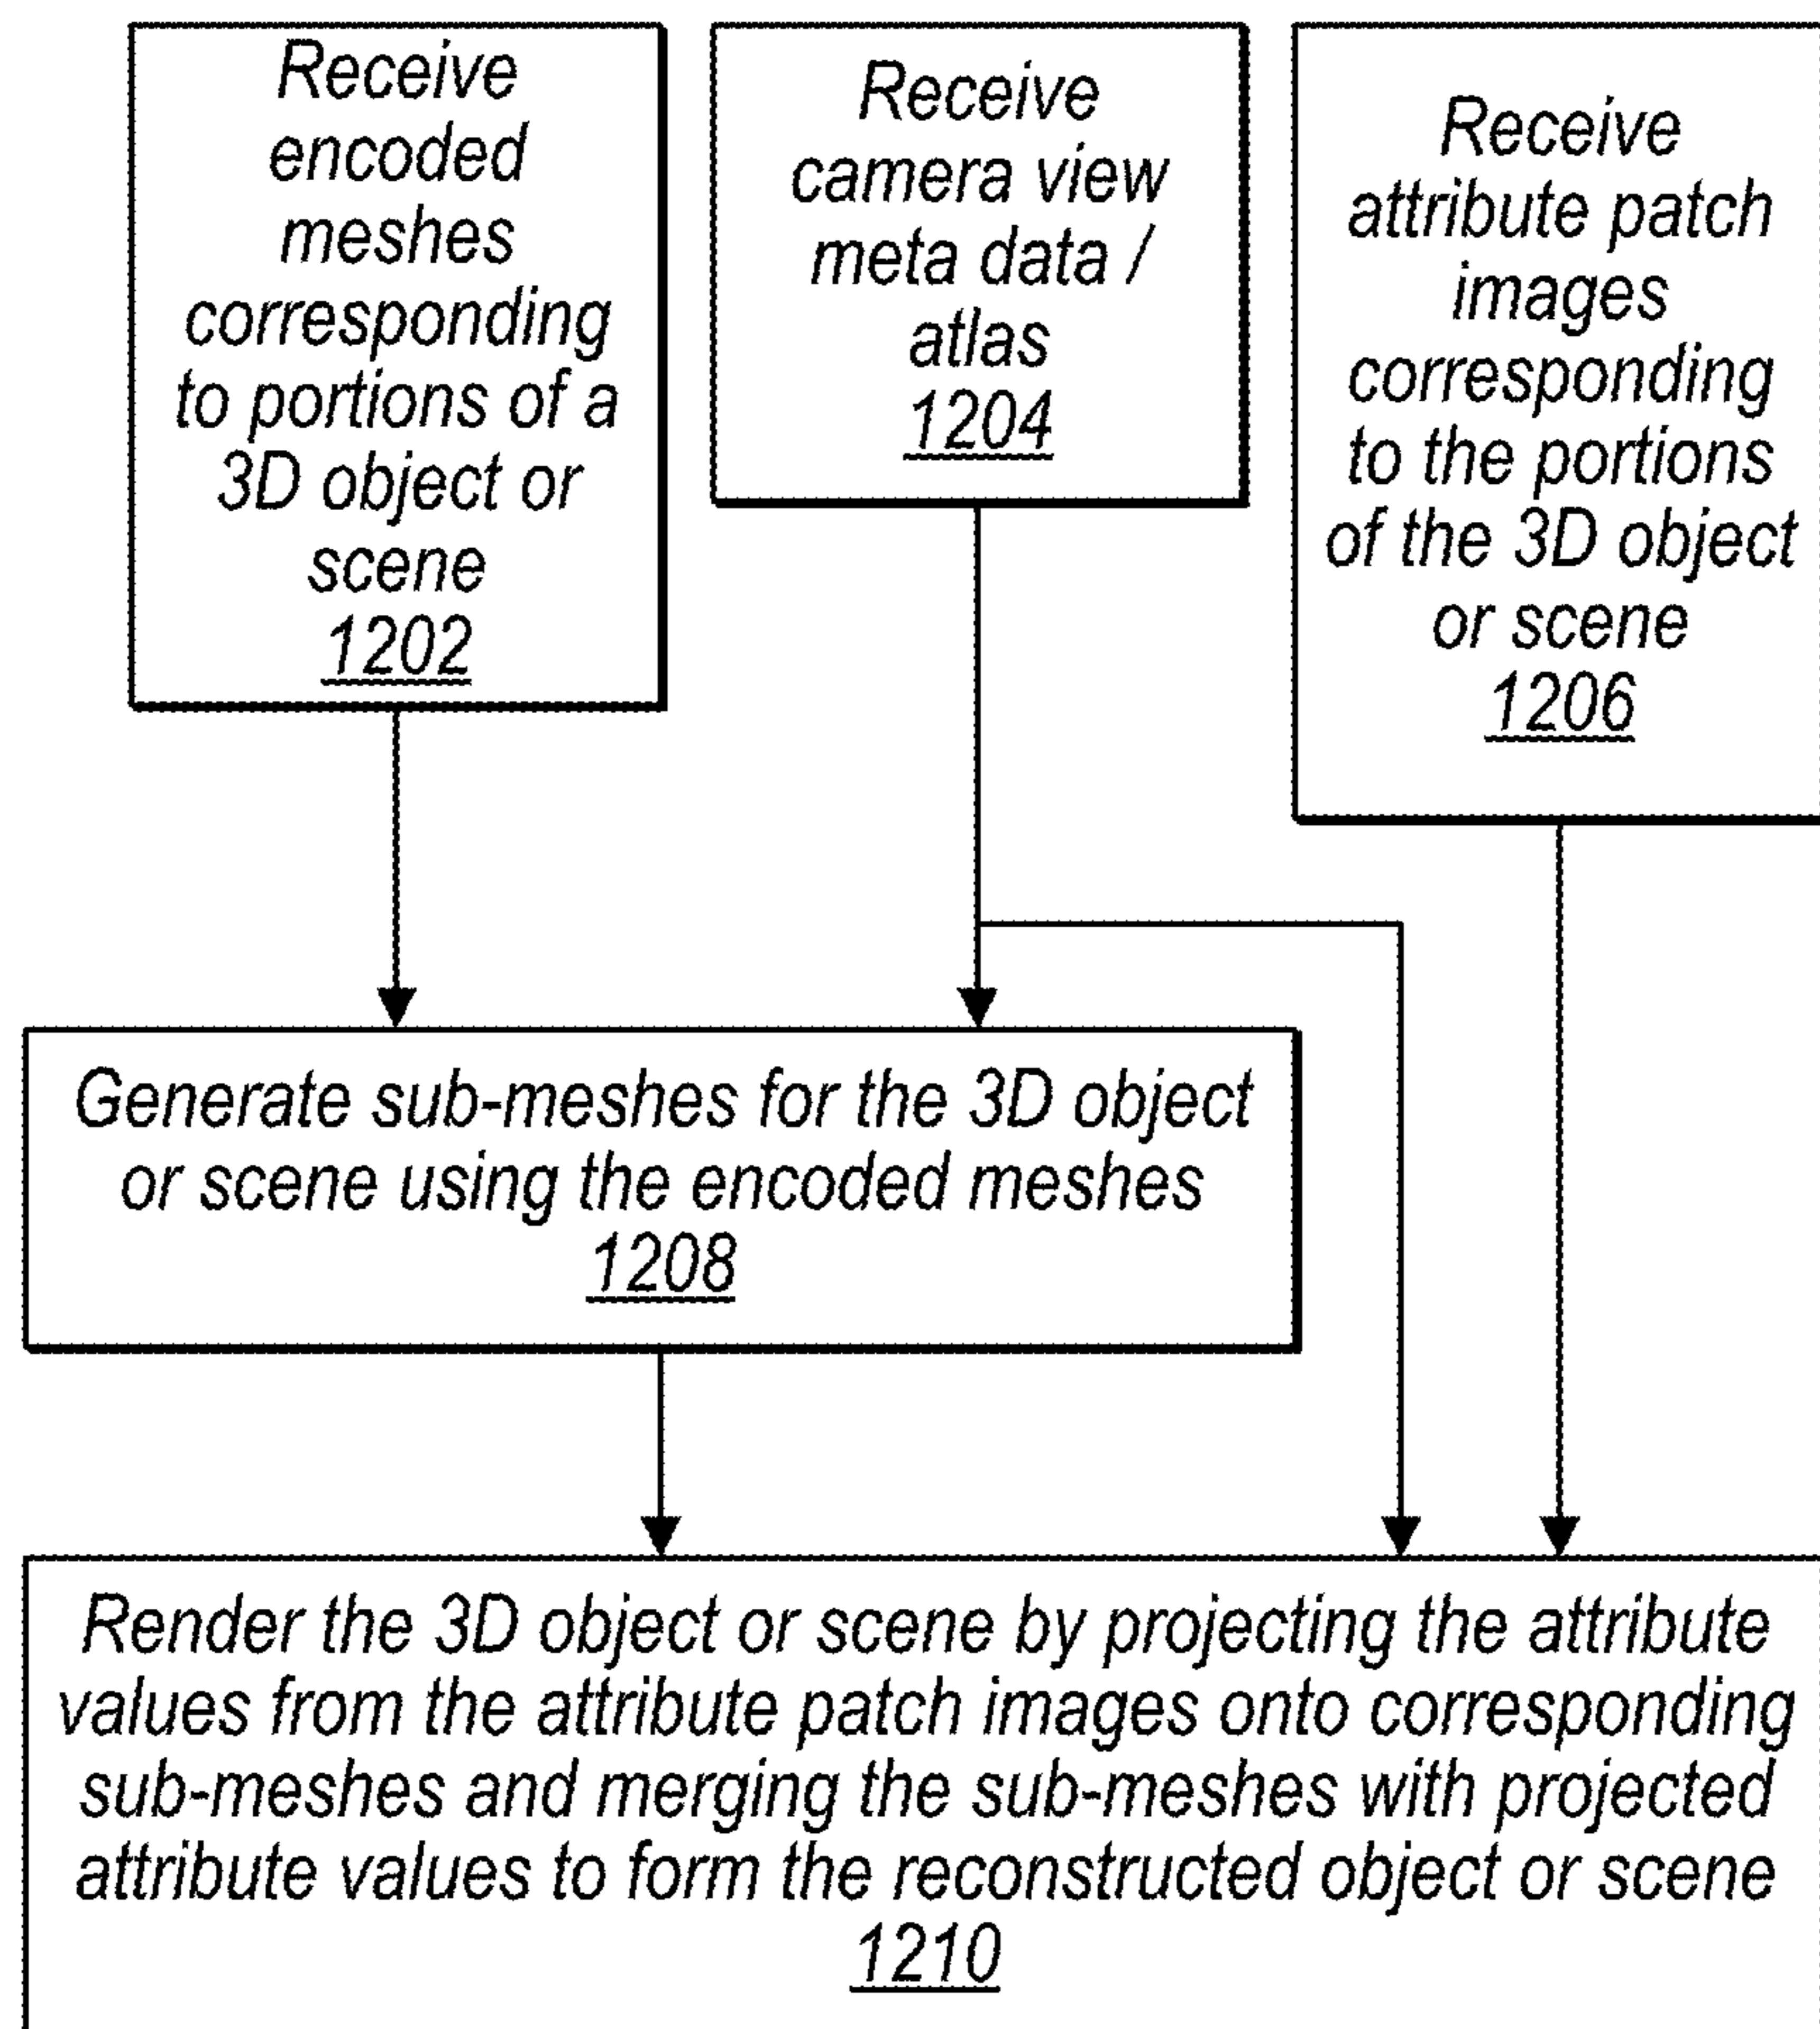 Receive
encoded
meshes
corresponding
to portions of a
3D object or
scene
1202
Receive
camera view
meta data /
atlas
1204
Receive
attribute patch
images
corresponding
to the portions
of the 3D object
or scene
1206
Generate sub-meshes for the 3D object
or scene using the encoded meshes
1208
Render the 3D object or scene by projecting the attribute
values from the attribute patch images onto corresponding
sub-meshes and merging the sub-meshes with projected
attribute values to form the reconstructed object or scene
1210